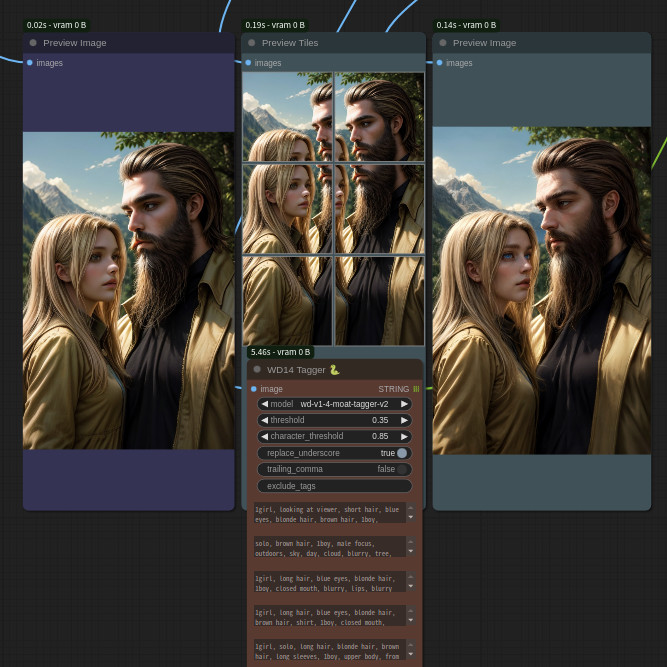 0.02s - vram 0 B
Preview Image
images
0.19s - vram 0 B
Preview Tiles
images
0.14s - vram 0 B
Preview Image
images
5.46s - vram 0 B
WD14 Tagger 🐍
image
STRING
model wd-v1-4-moat-tagger-v2
threshold 0.35
character_threshold 0.85
replace_underscore true
trailing_comma false
exclude_tags
1girl, looking at viewer, short hair, blue
eyes, blonde hair, brown hair, 1boy,
solo, brown hair, 1boy, male focus,
outdoors, sky, day, cloud, blurry, tree,
1girl, long hair, blue eyes, blonde hair,
1boy, closed mouth, blurry, lips, blurry
1girl, long hair, blue eyes, blonde hair,
brown hair, shirt, 1boy, closed mouth,
1girl, solo, long hair, blonde hair, brown
hair, long sleeves, 1boy, upper body, from